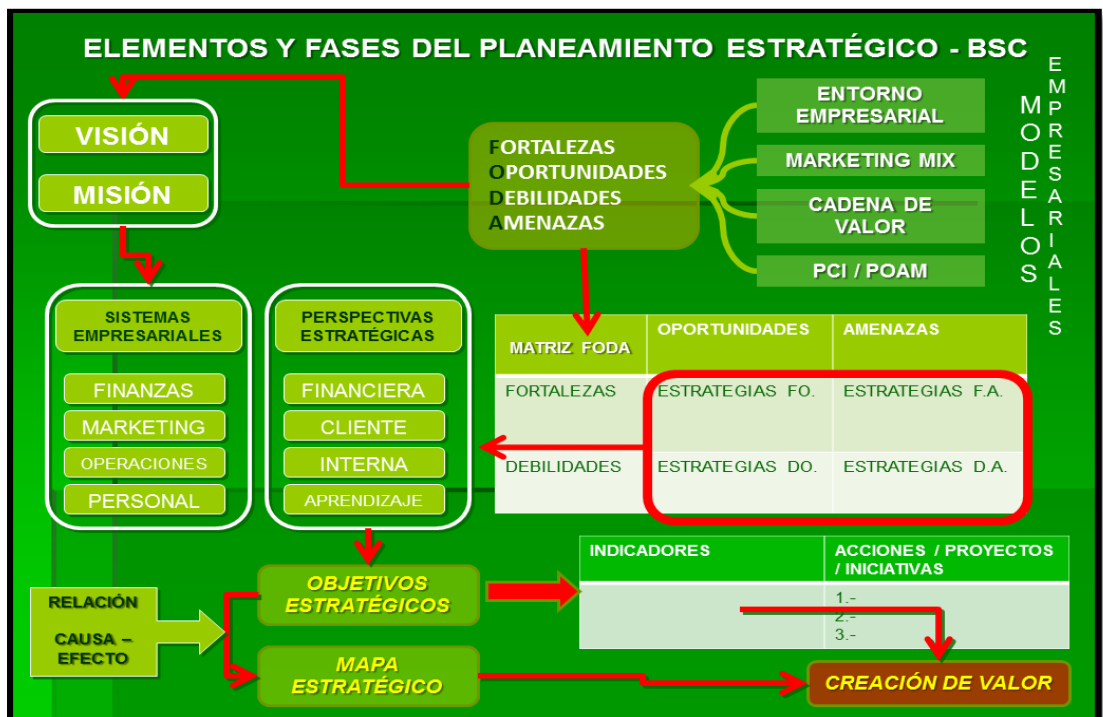 ELEMENTOS Y FASES DEL PLANEAMIENTO ESTRATÉGICO - BSC
VISIÓN
MISIÓN
FORTALEZAS
OPORTUNIDADES
DEBILIDADES
AMENAZAS
ENTORNO
EMPRESARIAL
MARKETING MIX
CADENA DE
VALOR
PCI / POAM
MODELOS
EMPRESARIALES
SISTEMAS
EMPRESARIALES
FINANZAS
MARKETING
OPERACIONES
PERSONAL
PERSPECTIVAS
ESTRATÉGICAS
FINANCIERA
CLIENTE
INTERNA
APRENDIZAJE
MATRIZ FODA
OPORTUNIDADES
AMENAZAS
FORTALEZAS
ESTRATEGIAS FO.
ESTRATEGIAS F.A.
DEBILIDADES
ESTRATEGIAS DO.
ESTRATEGIAS D.A.
RELACIÓN
CAUSA –
EFECTO
OBJETIVOS
ESTRATÉGICOS
MAPA
ESTRATÉGICO
INDICADORES
ACCIONES / PROYECTOS
/ INICIATIVAS
1.-
2.-
3.-
CREACIÓN DE VALOR